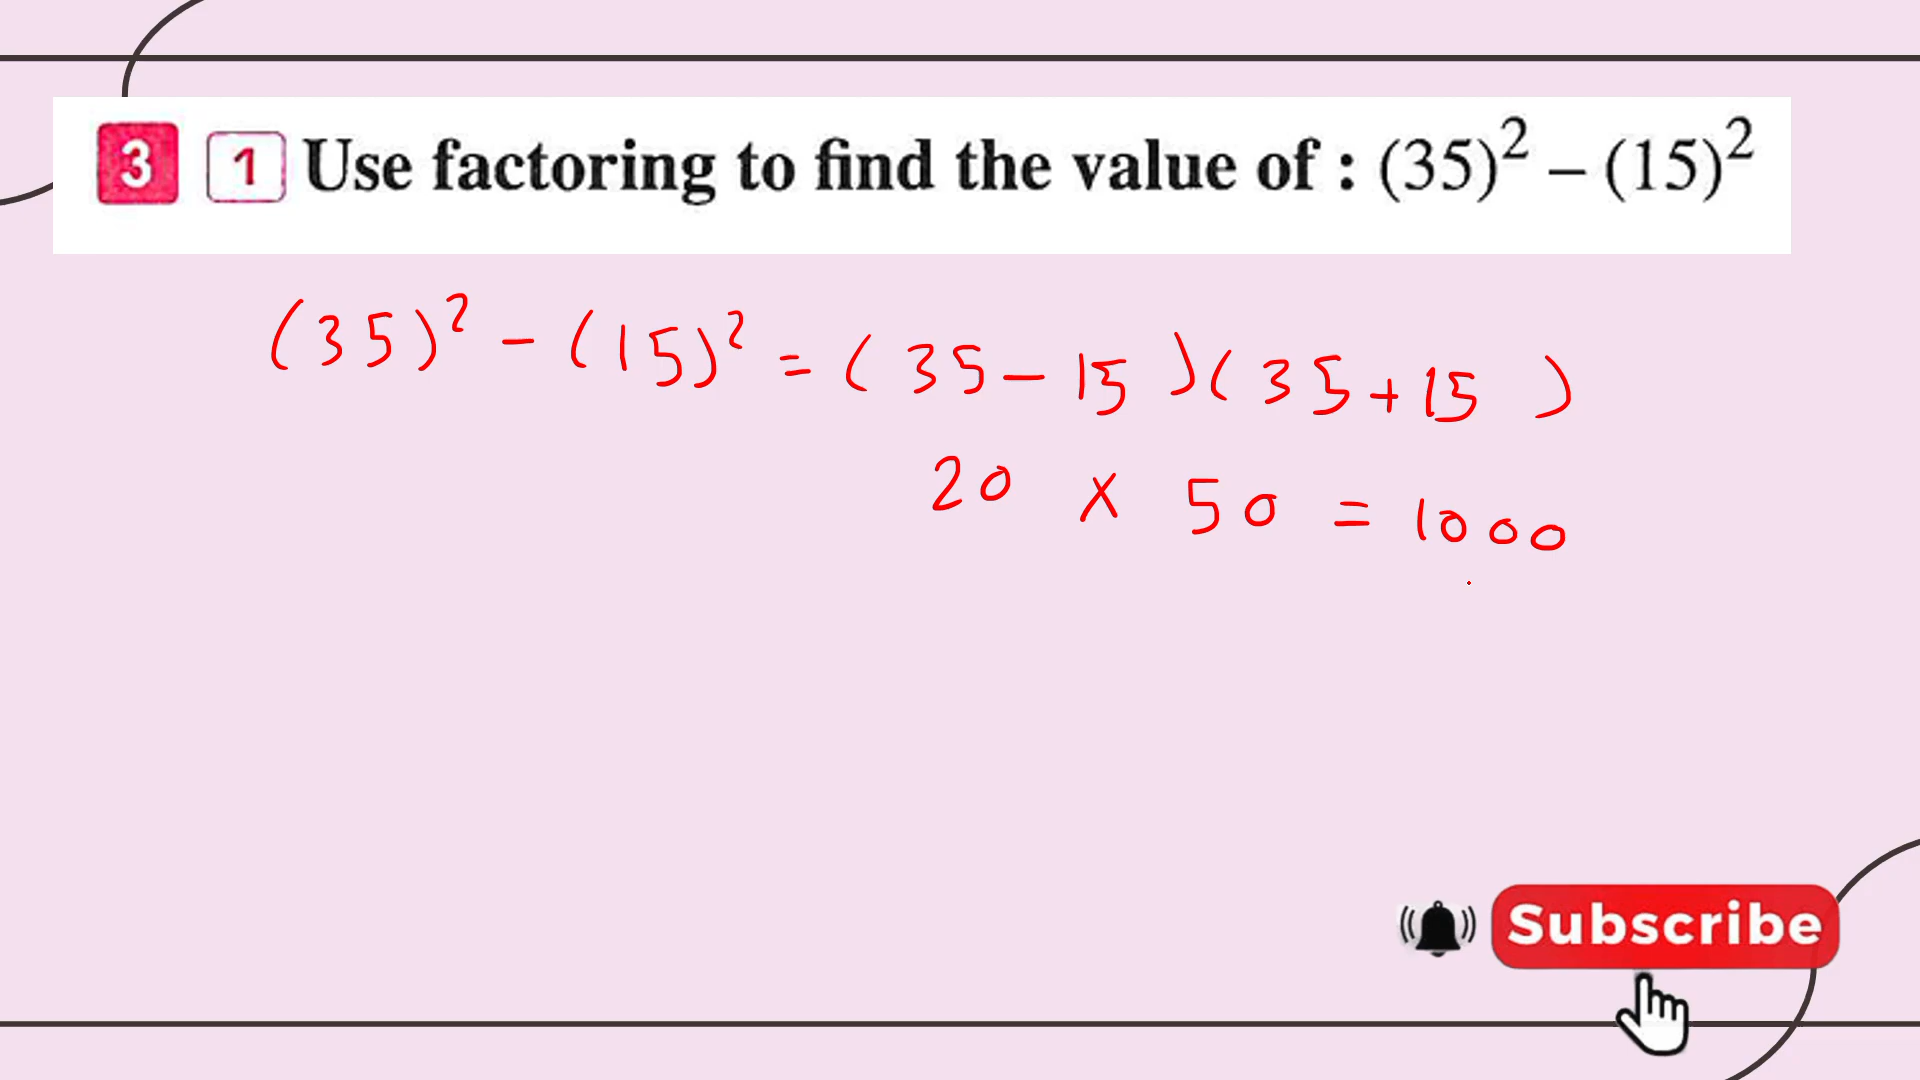 3 1 Use factoring to find the value of : (35)² – (15)²
(35)² – (15)² = (35 – 15)(35 + 15)
20 × 50 = 1000
Subscribe